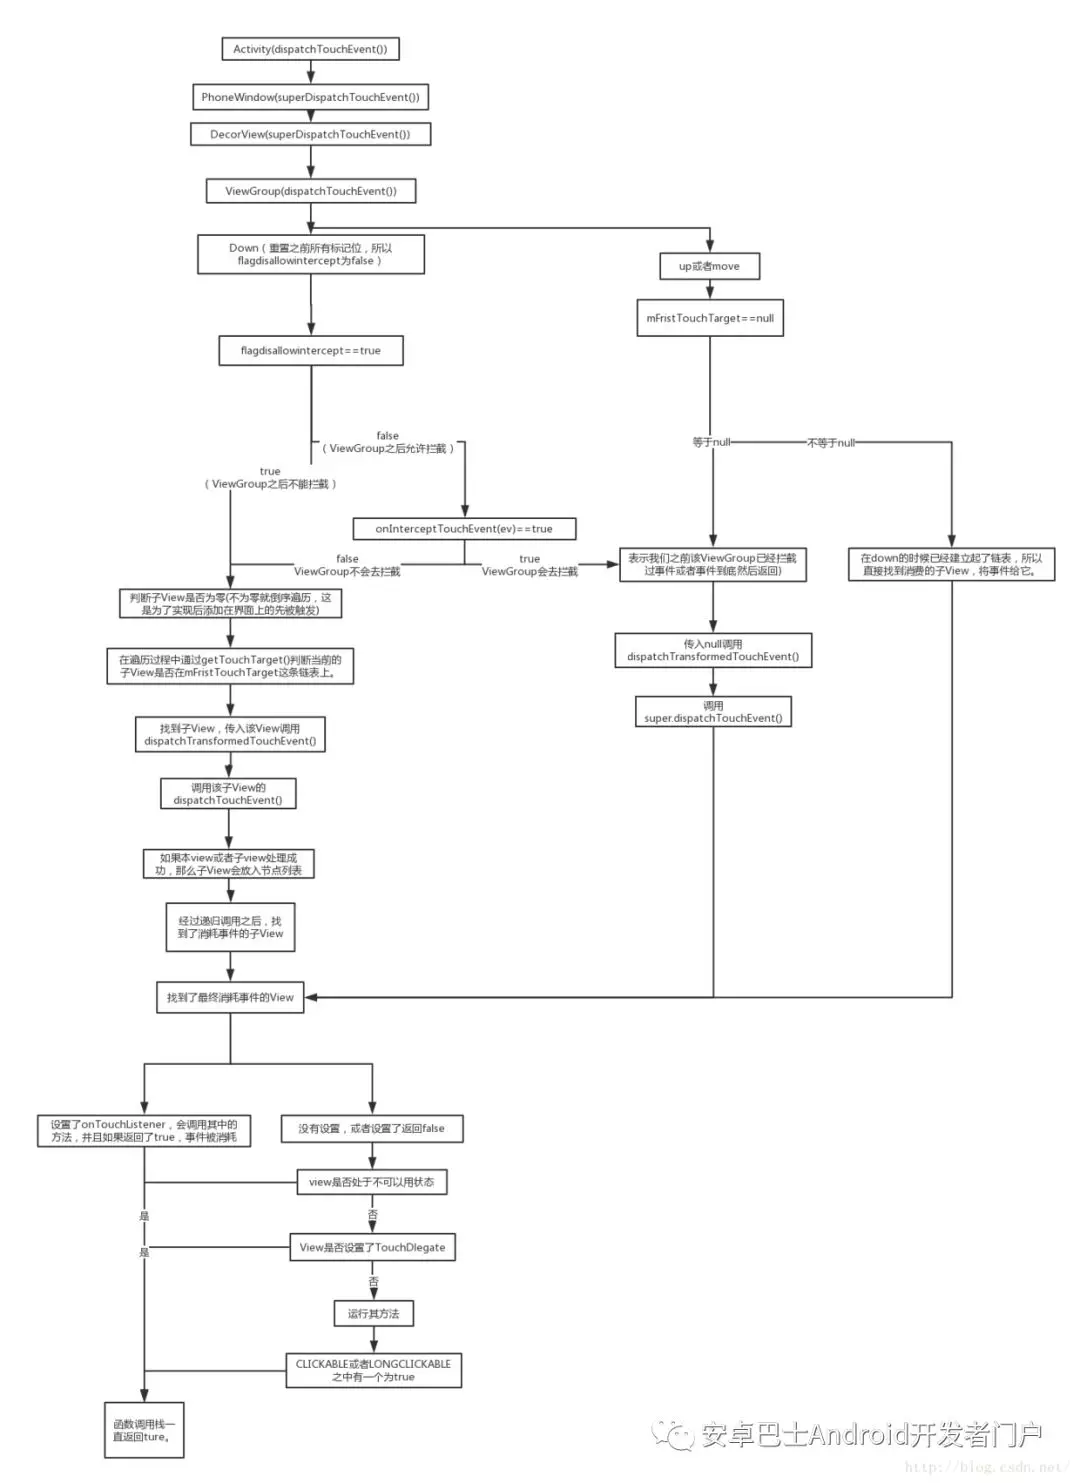 Activity(dispatchTouchEvent())
PhoneWindow(superDispatchTouchEvent())
DecorView(superDispatchTouchEvent())
ViewGroup(dispatchTouchEvent())
Down（重置之前所有标记位，所以
flagdisallowintercept为false）
up或者move
mFristTouchTarget==null
flagdisallowintercept==true
false
（ViewGroup之后允许拦截）
等于null
不等于null
true
（ViewGroup之后不能拦截）
onInterceptTouchEvent(ev)==true
false
ViewGroup不会去拦截
true
ViewGroup会去拦截
表示我们之前该ViewGroup已经拦截
过事件或者事件到底然后返回)
在down的时候已经建立起了链表，所以
直接找到消费的子View，将事件给它。
判断子View是否为零(不为零就倒序遍历，这
是为了实现后添加在界面上的先被触发)
传入null调用
dispatchTransformedTouchEvent()
在遍历过程中通过getTouchTarget()判断当前的
子View是否在mFristTouchTarget这条链表上。
调用
super.dispatchTouchEvent()
找到子View，传入该View调用
dispatchTransformedTouchEvent()
调用该子View的
dispatchTouchEvent()
如果本view或者子view处理成
功，那么子View会放入节点列表
经过递归调用之后，找
到了消耗事件的子View
找到了最终消耗事件的View
设置了onTouchListener，会调用其中的
方法，并且如果返回了true，事件被消耗
没有设置，或者设置了返回false
view是否处于不可以用状态
是
否
View是否设置了TouchDlegate
是
否
运行其方法
CLICKABLE或者LONGCLICKABLE
之中有一个为true
函数调用栈一
直返回ture。
安卓巴士Android开发者门户
http://blog.csdn.net/